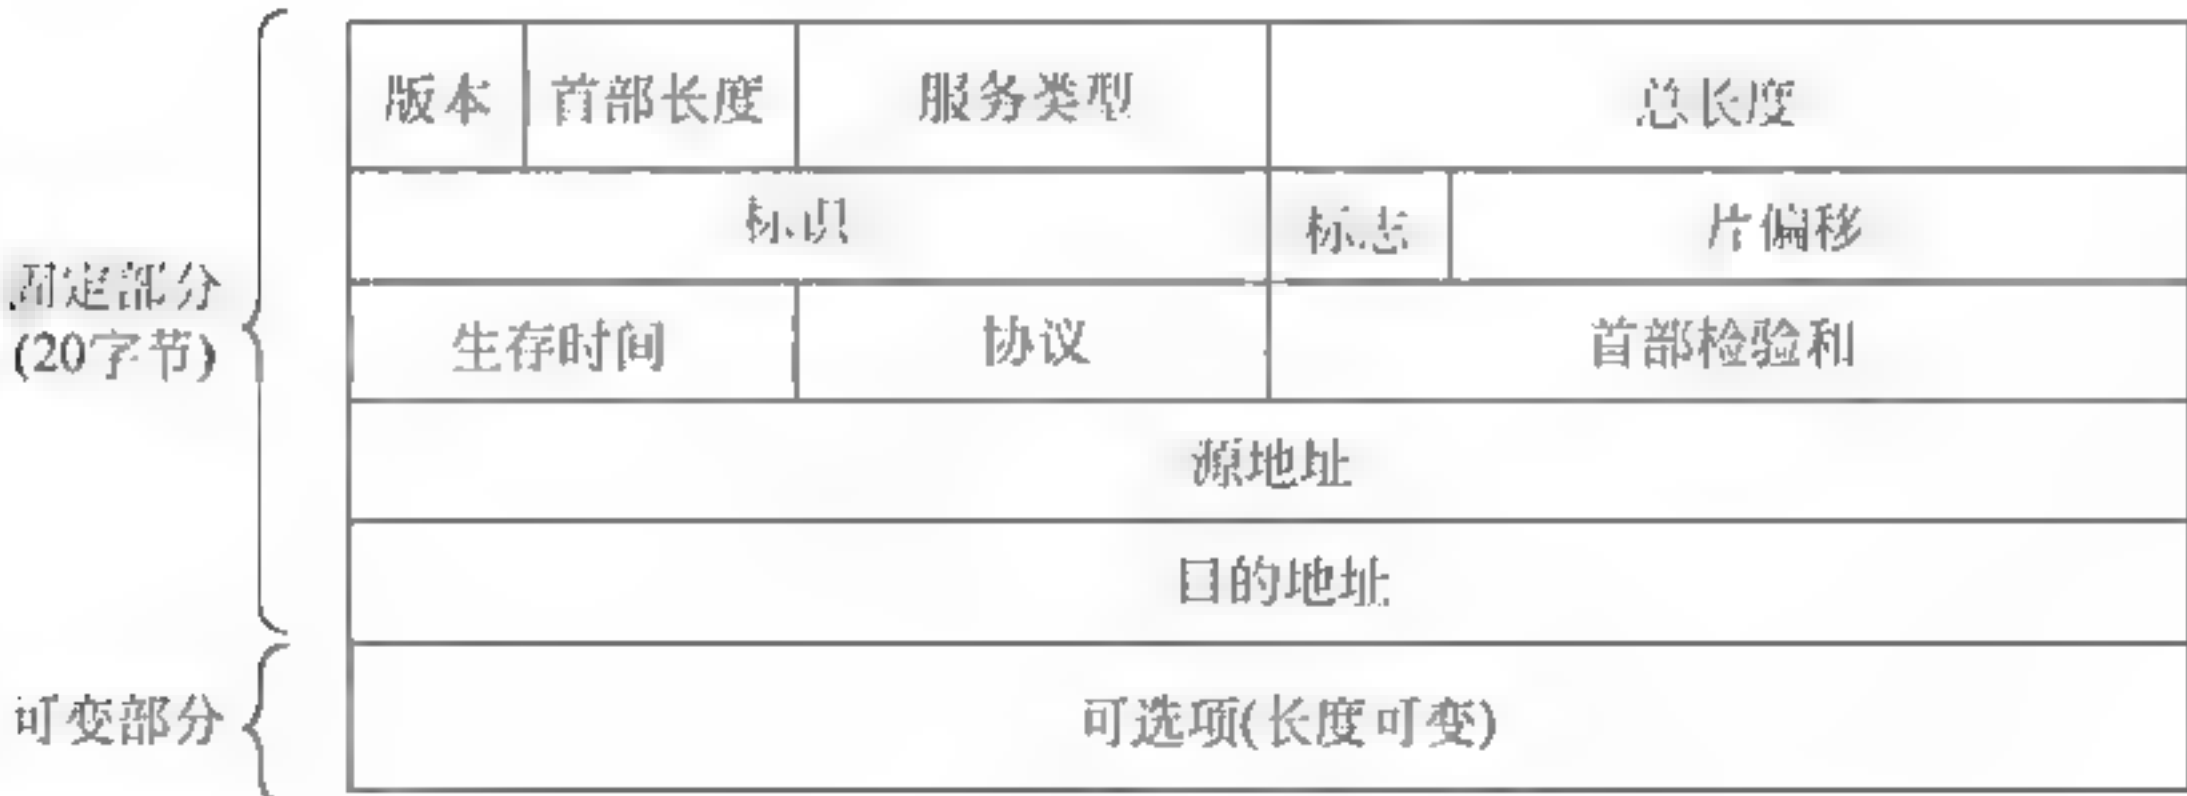 版本 首部长度 服务类型 总长度
标识 标志 片偏移
固定部分
(20字节)
生存时间 协议 首部检验和
源地址
目的地址
可变部分 可选项(长度可变)